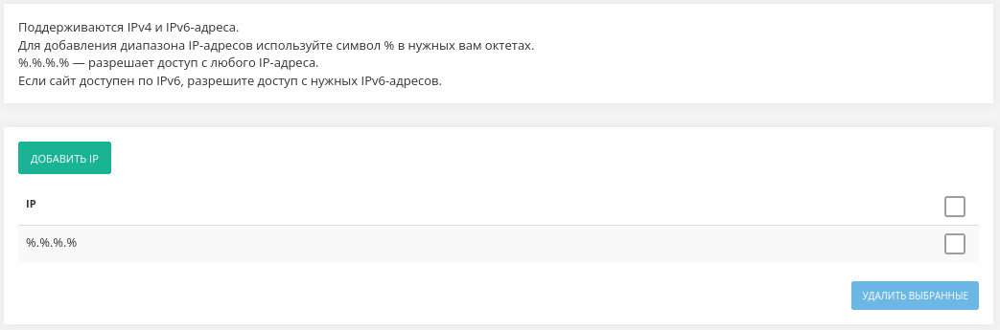 Поддерживаются IPv4 и IPv6-адреса.
Для добавления диапазона IP-адресов используйте символ % в нужных вам октетах.
%.%.%.% — разрешает доступ с любого IP-адреса.
Если сайт доступен по IPv6, разрешите доступ с нужных IPv6-адресов.
ДОБАВИТЬ IP
IP
%.%.%.%
УДАЛИТЬ ВЫБРАННЫЕ